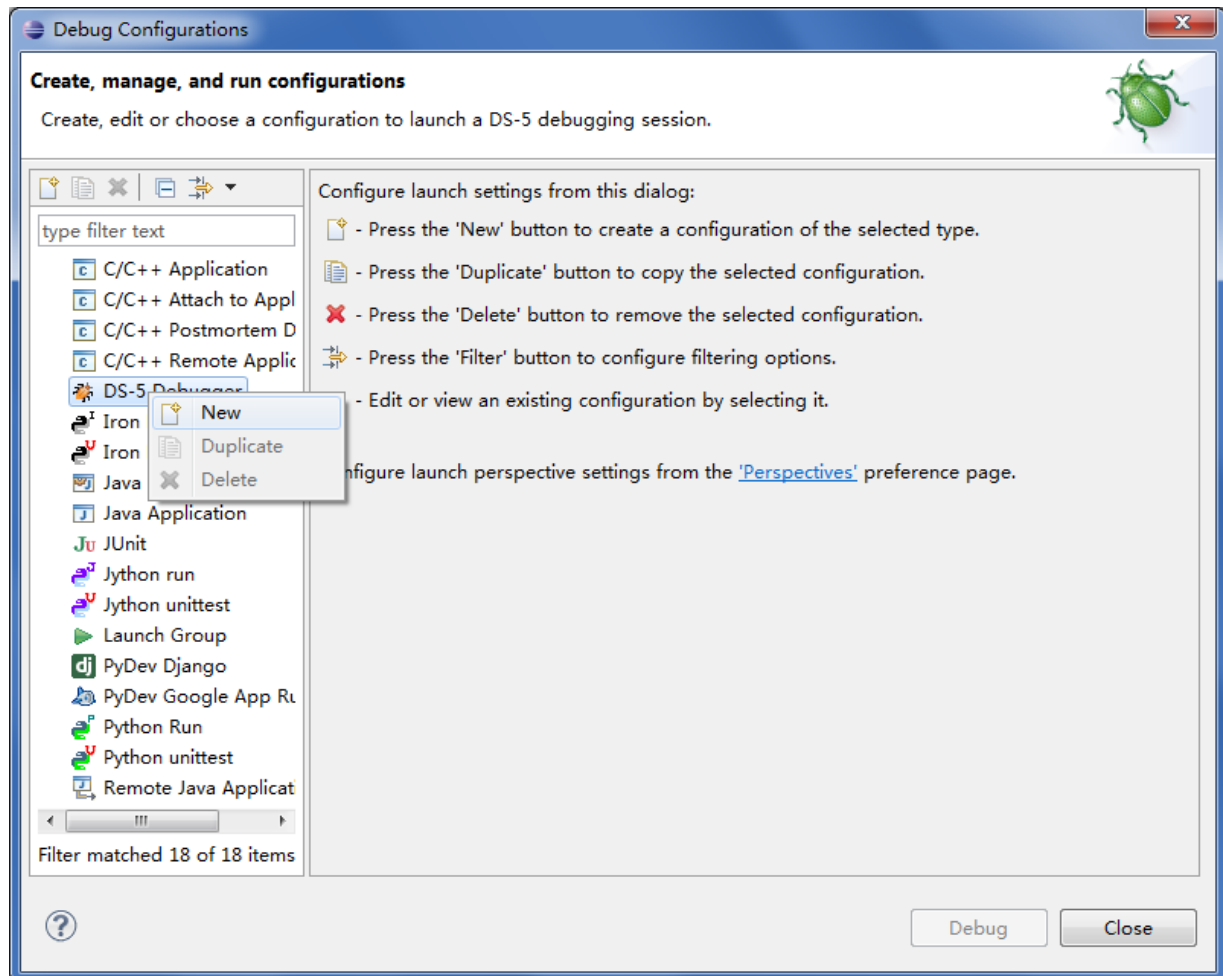 Debug Configurations
Create, manage, and run configurations
Create, edit or choose a configuration to launch a DS-5 debugging session.
type filter text
C/C++ Application
C/C++ Attach to Appl
C/C++ Postmortem D
C/C++ Remote Applic
DS-5 Debugger
Iron
Iron
Java
Java Application
JUnit
Jython run
Jython unittest
Launch Group
PyDev Django
PyDev Google App Ru
Python Run
Python unittest
Remote Java Applicati
Filter matched 18 of 18 items
New
Duplicate
Delete
Configure launch settings from this dialog:
- Press the 'New' button to create a configuration of the selected type.
- Press the 'Duplicate' button to copy the selected configuration.
- Press the 'Delete' button to remove the selected configuration.
- Press the 'Filter' button to configure filtering options.
- Edit or view an existing configuration by selecting it.
nfigure launch perspective settings from the 'Perspectives' preference page.
Debug
Close